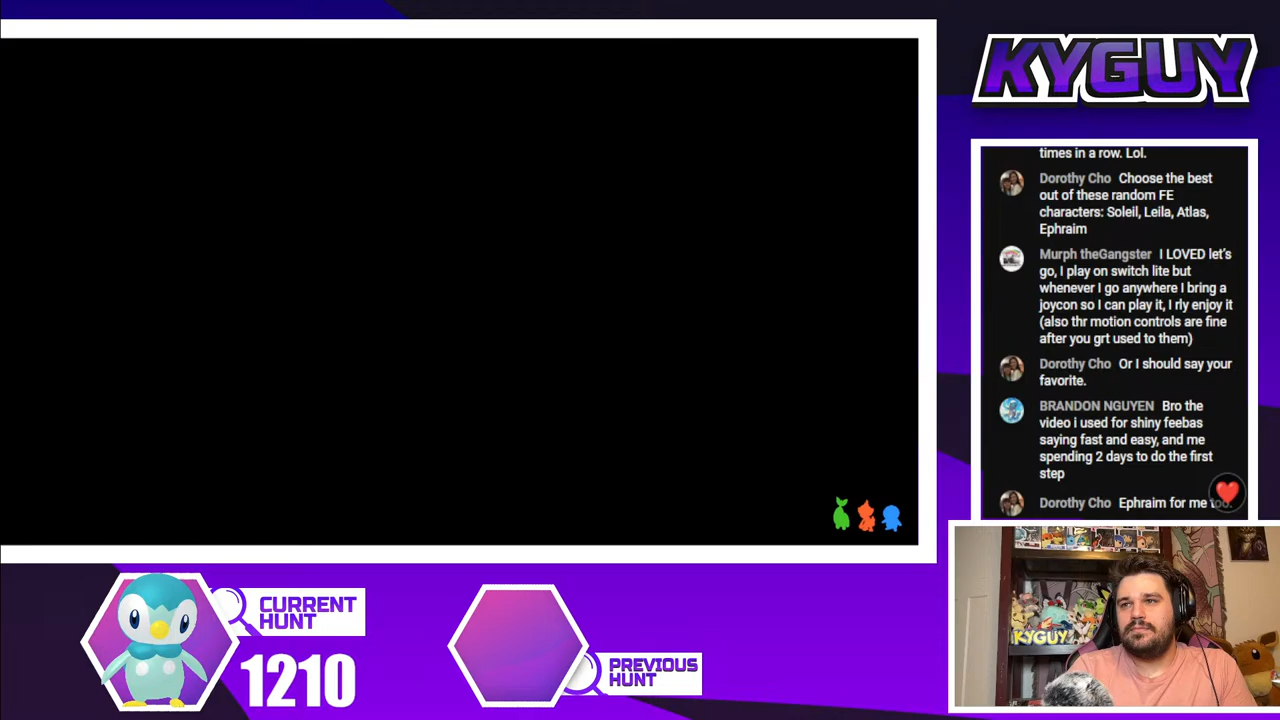 KYGUY
times in a row. Lol.
Dorothy Cho Choose the best
out of these random FE
characters: Soleil, Leila, Atlas,
Ephraim
Murph theGangster I LOVED let's
go, I play on switch lite but
whenever I go anywhere I bring a
joycon so I can play it, I rly enjoy it
(also thr motion controls are fine
after you grt used to them)
Dorothy Cho Or I should say your
favorite.
BRANDON NGUYEN Bro the
video i used for shiny feebas
saying fast and easy, and me
spending 2 days to do the first
step
Dorothy Cho Ephraim for me too.
CURRENT
HUNT
1210
PREVIOUS
HUNT
KYGUY